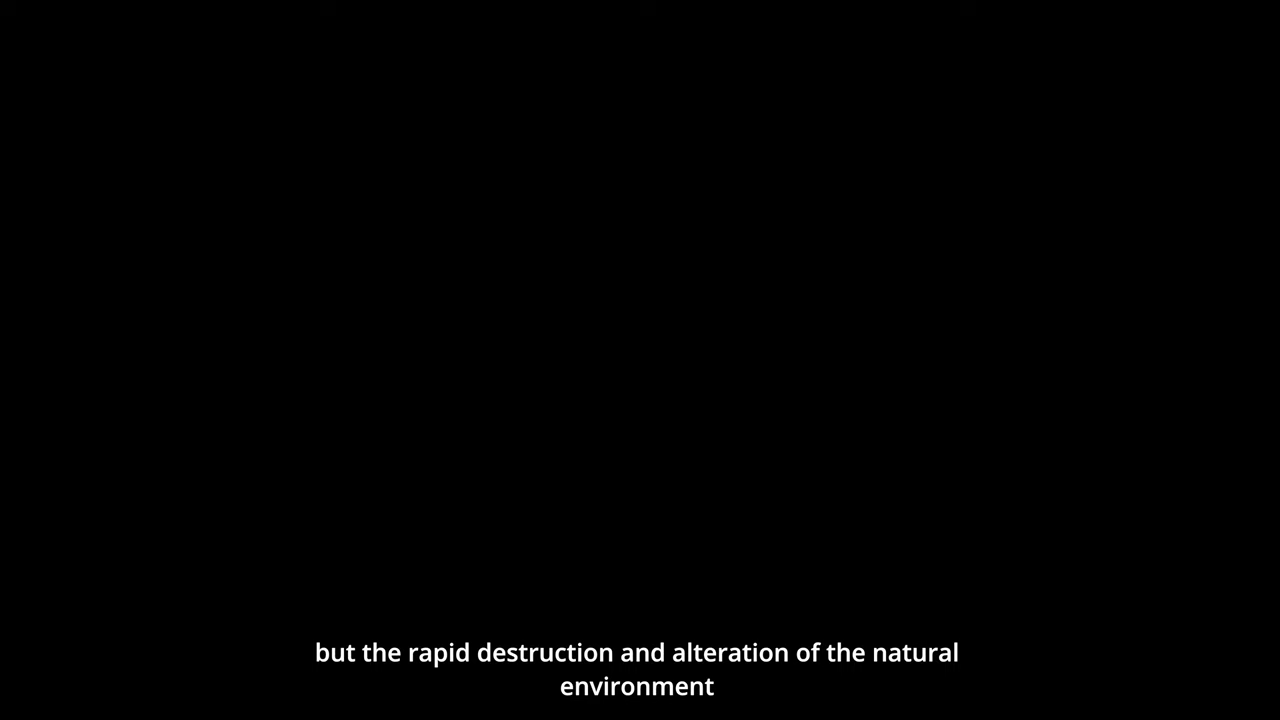 but the rapid destruction and alteration of the natural
environment